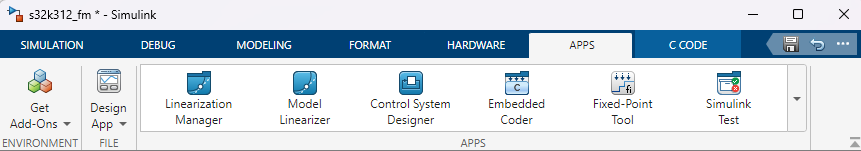 s32k312_fm * - Simulink
SIMULATION DEBUG MODELING FORMAT HARDWARE APPS C CODE
Get Add-Ons
Design App
Linearization Manager
Model Linearizer
Control System Designer
C
Embedded Coder
fi
Fixed-Point Tool
Simulink Test
ENVIRONMENT FILE APPS